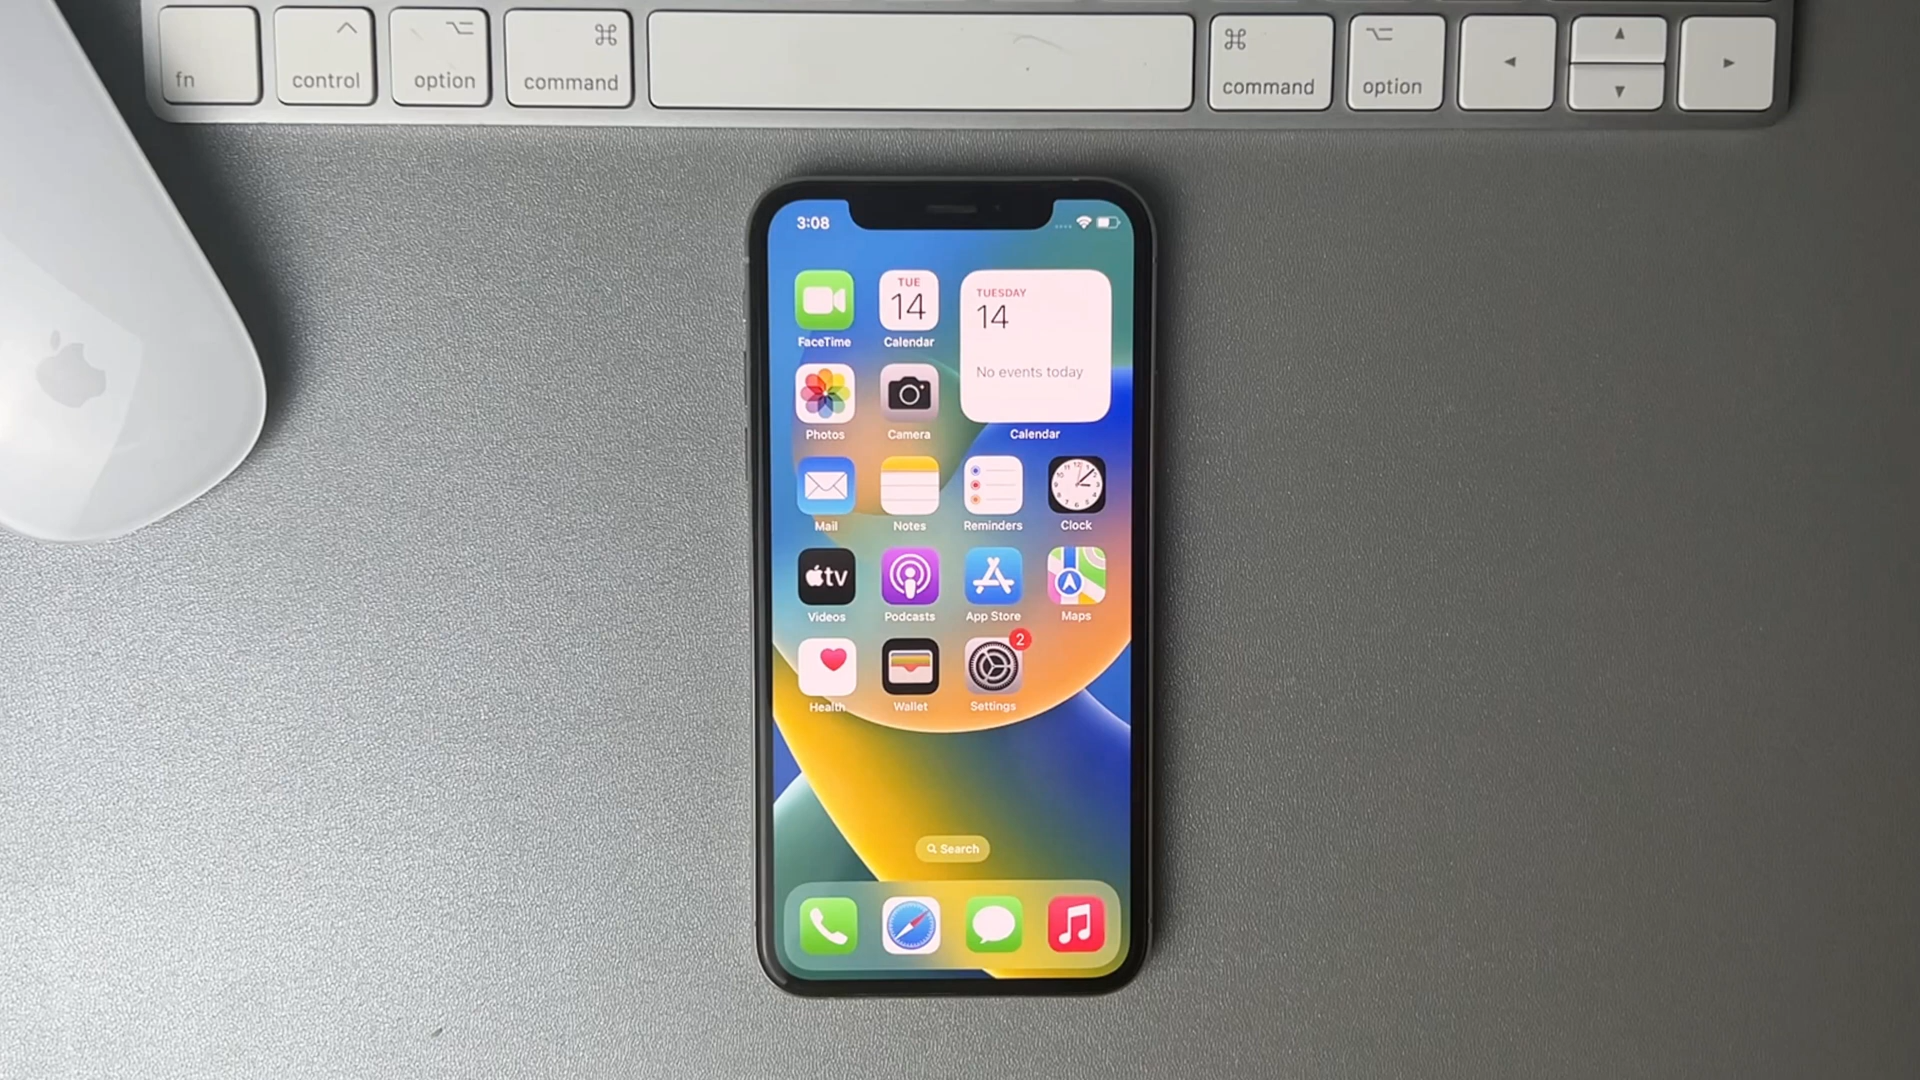 fn
control
option
⌘
command
⌘
command
option
3:08
TUE
14
TUESDAY
14
No events today
FaceTime
Calendar
Photos
Camera
Calendar
Mail
Notes
Reminders
Clock
tv
Videos
Podcasts
App Store
Maps
2
Health
Wallet
Settings
Search